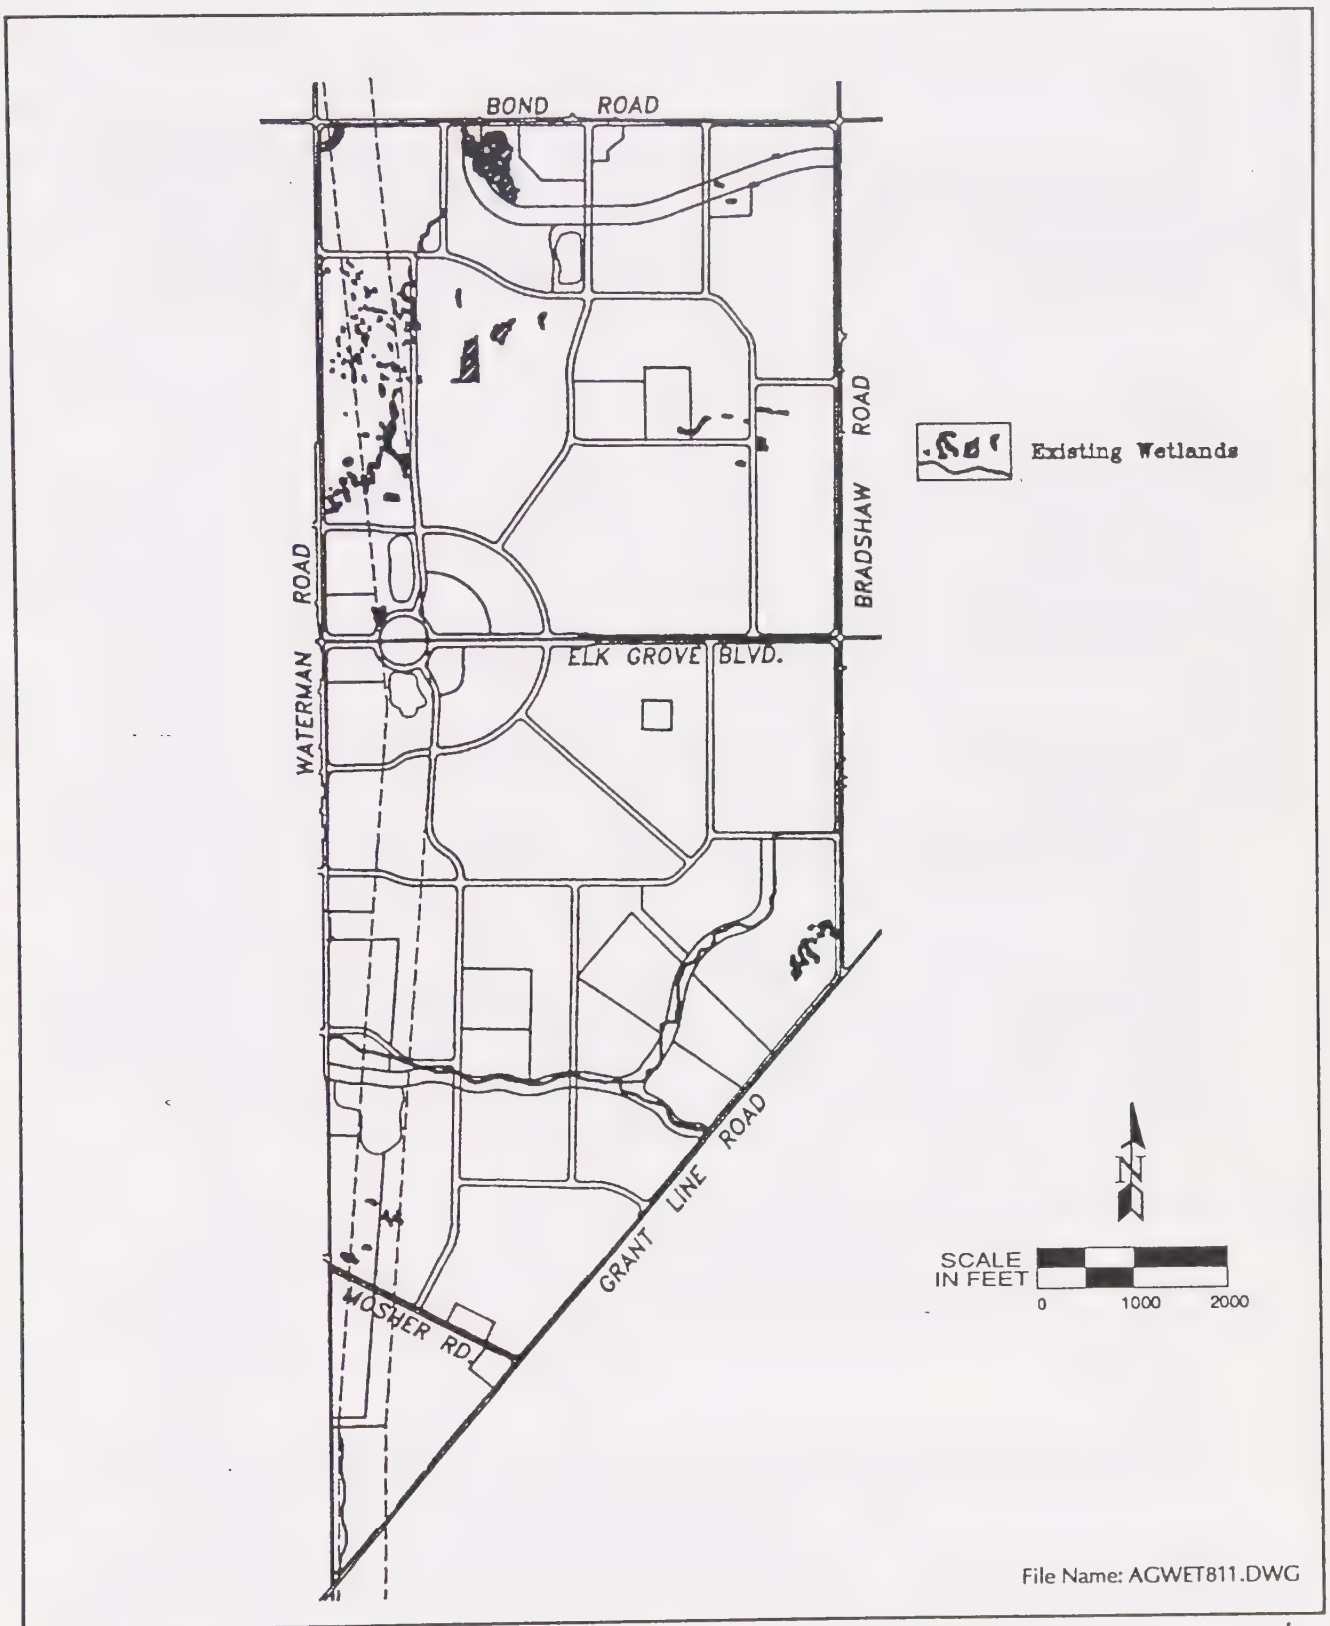 BOND ROAD
BRADSHAW ROAD
Existing Wetlands
WATERMAN ROAD
ELK GROVE BLVD.
GRANT LINE ROAD
N
SCALE
IN FEET
0 1000 2000
MOSHER RD.
File Name: AGWET811.DWG